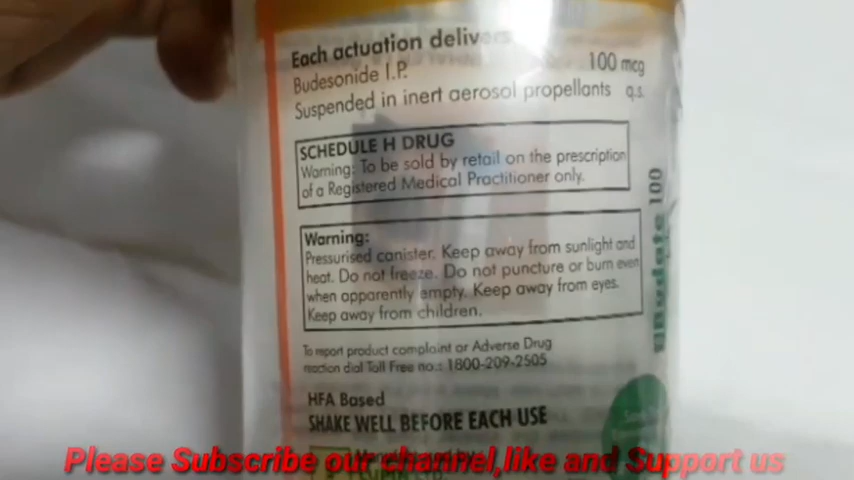 Each actuation delivers
Budesonide I.P. 100 mcg
Suspended in inert aerosol propellants q.s.
SCHEDULE H DRUG
Warning: To be sold by retail on the prescription
of a Registered Medical Practitioner only.
Warning:
Pressurised canister. Keep away from sunlight and
heat. Do not freeze. Do not puncture or burn even
when apparently empty. Keep away from eyes.
Keep away from children.
To report product complaint or Adverse Drug
reaction dial Toll Free no.: 1800-209-2505
HFA Based
SHAKE WELL BEFORE EACH USE
Budate 100
Please Subscribe our channel,like and Support us